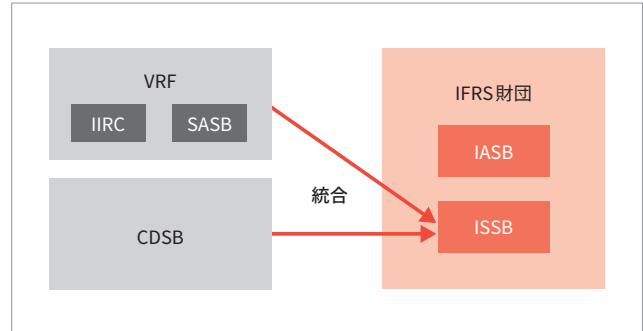 VRF
IIRC
SASB
CDSB
統合
IFRS財団
IASB
ISSB